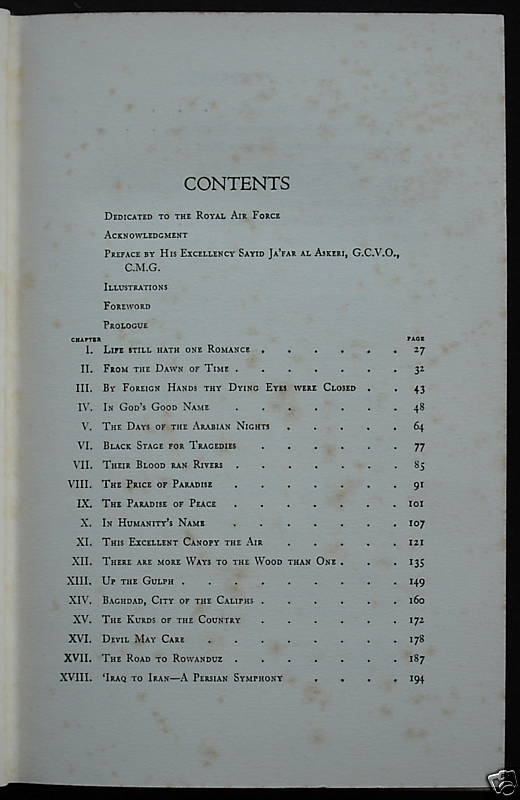 CONTENTS
DEDICATED TO THE ROYAL AIR FORCE
ACKNOWLEDGMENT
PREFACE BY HIS EXCELLENCY SAYID JA'FAR AL ASKERI, G.C.V.O.,
C.M.G.
ILLUSTRATIONS
FOREWORD
PROLOGUE
CHAPTER PAGE
I. LIFE STILL HATH ONE ROMANCE . . . . . . 27
II. FROM THE DAWN OF TIME . . . . . . . 32
III. BY FOREIGN HANDS THY DYING EYES WERE CLOSED . . 43
IV. IN GOD'S GOOD NAME . . . . . . . 48
V. THE DAYS OF THE ARABIAN NIGHTS . . . . . 64
VI. BLACK STAGE FOR TRAGEDIES . . . . . . . 77
VII. THEIR BLOOD RAN RIVERS . . . . . . . 85
VIII. THE PRICE OF PARADISE . . . . . . . 91
IX. THE PARADISE OF PEACE . . . . . . . 101
X. IN HUMANITY'S NAME . . . . . . . 107
XI. THIS EXCELLENT CANOPY THE AIR . . . . . 121
XII. THERE ARE MORE WAYS TO THE WOOD THAN ONE . . . 135
XIII. UP THE GULPH . . . . . . . . . 149
XIV. BAGHDAD, CITY OF THE CALIPHS . . . . . . 160
XV. THE KURDS OF THE COUNTRY . . . . . . 172
XVI. DEVIL MAY CARE . . . . . . . . 178
XVII. THE ROAD TO ROWANDUZ . . . . . . . 187
XVIII. 'IRAQ TO IRAN—A PERSIAN SYMPHONY . . . . 194